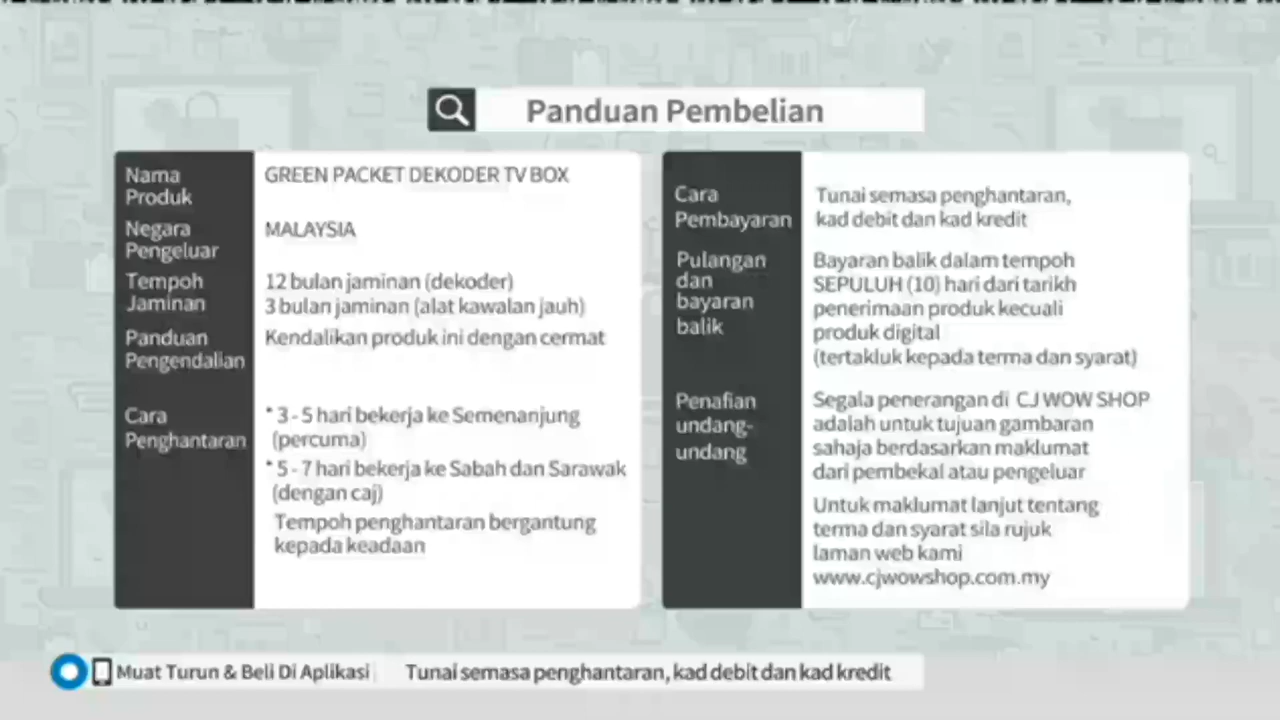 Panduan Pembelian
Nama
Produk
GREEN PACKET DEKODER TV BOX
Negara
Pengeluar
MALAYSIA
Tempoh
Jaminan
12 bulan jaminan (dekoder)
3 bulan jaminan (alat kawalan jauh)
Panduan
Pengendalian
Kendalikan produk ini dengan cermat
Cara
Penghantaran
* 3 - 5 hari bekerja ke Semenanjung
(percuma)
* 5 - 7 hari bekerja ke Sabah dan Sarawak
(dengan caj)
Tempoh penghantaran bergantung
kepada keadaan
Cara
Pembayaran
Tunai semasa penghantaran,
kad debit dan kad kredit
Pulangan
dan
bayaran
balik
Bayaran balik dalam tempoh
SEPULUH (10) hari dari tarikh
penerimaan produk kecuali
produk digital
(tertakluk kepada terma dan syarat)
Penafian
undang-
undang
Segala penerangan di CJ WOW SHOP
adalah untuk tujuan gambaran
sahaja berdasarkan maklumat
dari pembekal atau pengeluar
Untuk maklumat lanjut tentang
terma dan syarat sila rujuk
laman web kami
www.cjwowshop.com.my
Muat Turun & Beli Di Aplikasi
Tunai semasa penghantaran, kad debit dan kad kredit